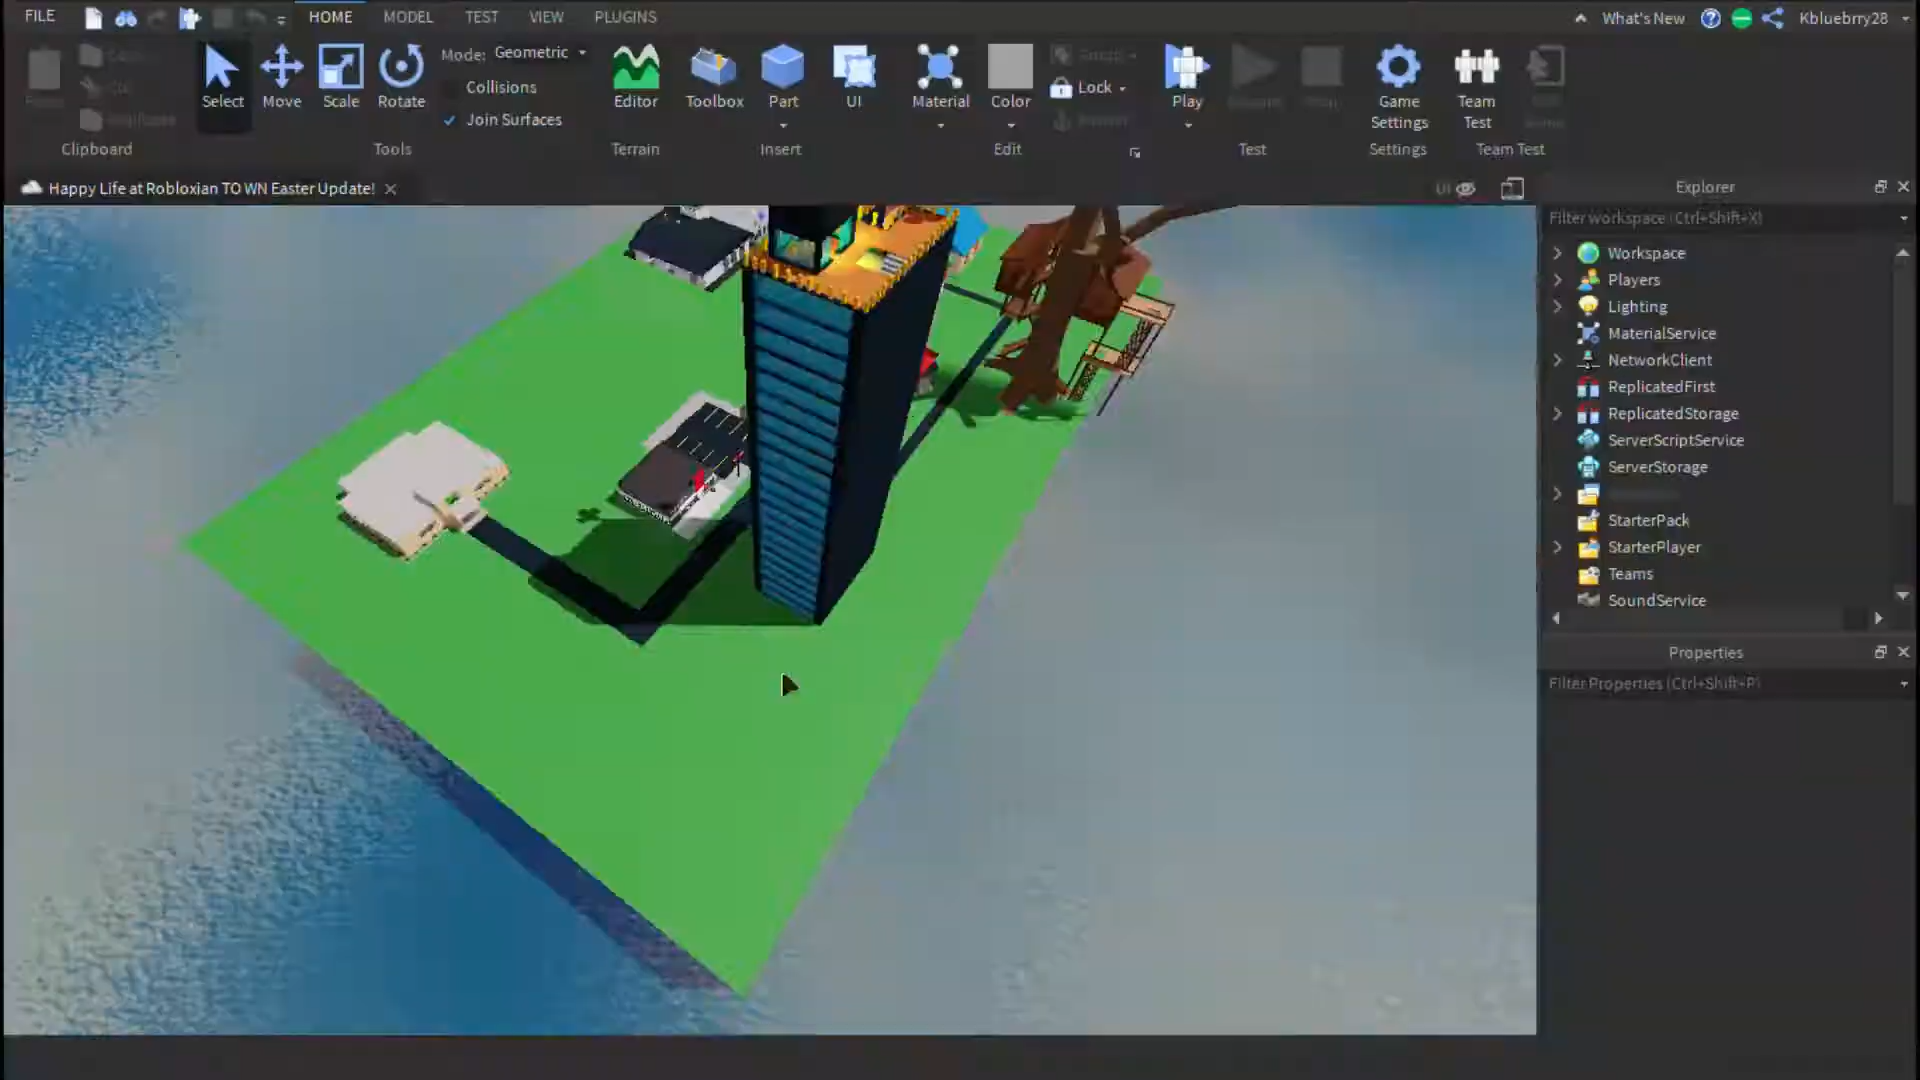 FILE HOME MODEL TEST VIEW PLUGINS What's New Kbluebrry28
Select Move Scale Rotate Mode: Geometric Editor Toolbox Part UI Material Color Play Game Settings Team Test
Collisions Lock
Join Surfaces
Clipboard Tools Terrain Insert Edit Test Settings Team Test
Happy Life at Robloxian TO WN Easter Update! UI Explorer
Filter workspace (Ctrl+Shift+X)
Workspace
Players
Lighting
MaterialService
NetworkClient
ReplicatedFirst
ReplicatedStorage
ServerScriptService
ServerStorage
StarterPack
StarterPlayer
Teams
SoundService
Properties
Filter Properties (Ctrl+Shift+P)